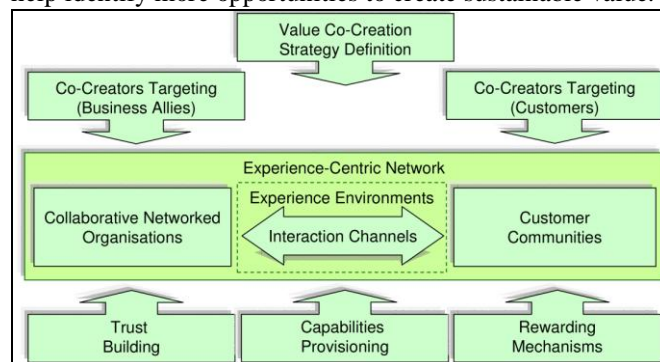 help identify more opportunities to create sustainable value.
Value Co-Creation
Strategy Definition
Co-Creators Targeting
(Business Allies)
Co-Creators Targeting
(Customers)
Experience-Centric Network
Experience Environments
Collaborative Networked
Organisations
Interaction Channels
Customer
Communities
Trust
Building
Capabilities
Provisioning
Rewarding
Mechanisms